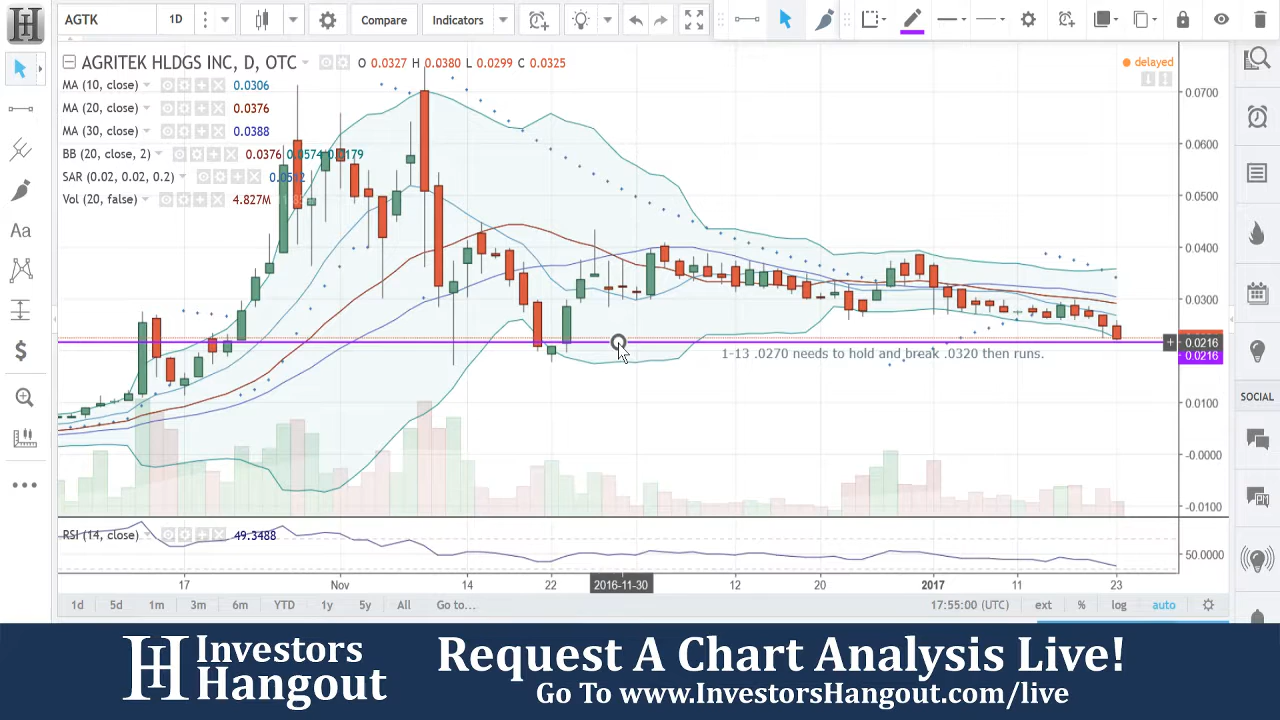 AGTK 1D Compare Indicators
AGRITEK HLDGS INC, D, OTC O 0.0327 H 0.0380 L 0.0299 C 0.0325
delayed
MA (10, close) 0.0306
MA (20, close) 0.0376
MA (30, close) 0.0388
BB (20, close, 2) 0.0376 0.0574 0.0179
SAR (0.02, 0.02, 0.2)
Vol (20, false) 4.827M
0.0700
0.0600
0.0500
0.0400
0.0300
0.0216
0.0216
0.0100
-0.0000
-0.0100
1-13 .0270 needs to hold and break .0320 then runs.
Aa
SOCIAL
RSI (14, close) 49.3488
50.0000
17 Nov 14 22 2016-11-30 12 20 2017 11 23
1d 5d 1m 3m 6m YTD 1y 5y All Go to... 17:55:00 (UTC) ext % log auto
H
Investors
Hangout
Request A Chart Analysis Live!
Go To www.InvestorsHangout.com/live